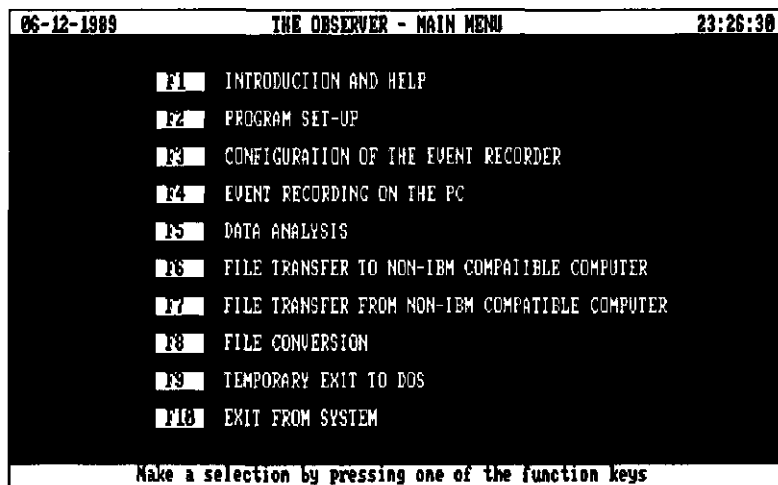 06-12-1989 THE OBSERVER - MAIN MENU 23:26:30
F1 INTRODUCTION AND HELP
F2 PROGRAM SET-UP
F3 CONFIGURATION OF THE EVENT RECORDER
F4 EVENT RECORDING ON THE PC
F5 DATA ANALYSIS
F6 FILE TRANSFER TO NON-IBM COMPATIBLE COMPUTER
F7 FILE TRANSFER FROM NON-IBM COMPATIBLE COMPUTER
F8 FILE CONVERSION
F9 TEMPORARY EXIT TO DOS
F10 EXIT FROM SYSTEM
Make a selection by pressing one of the function keys